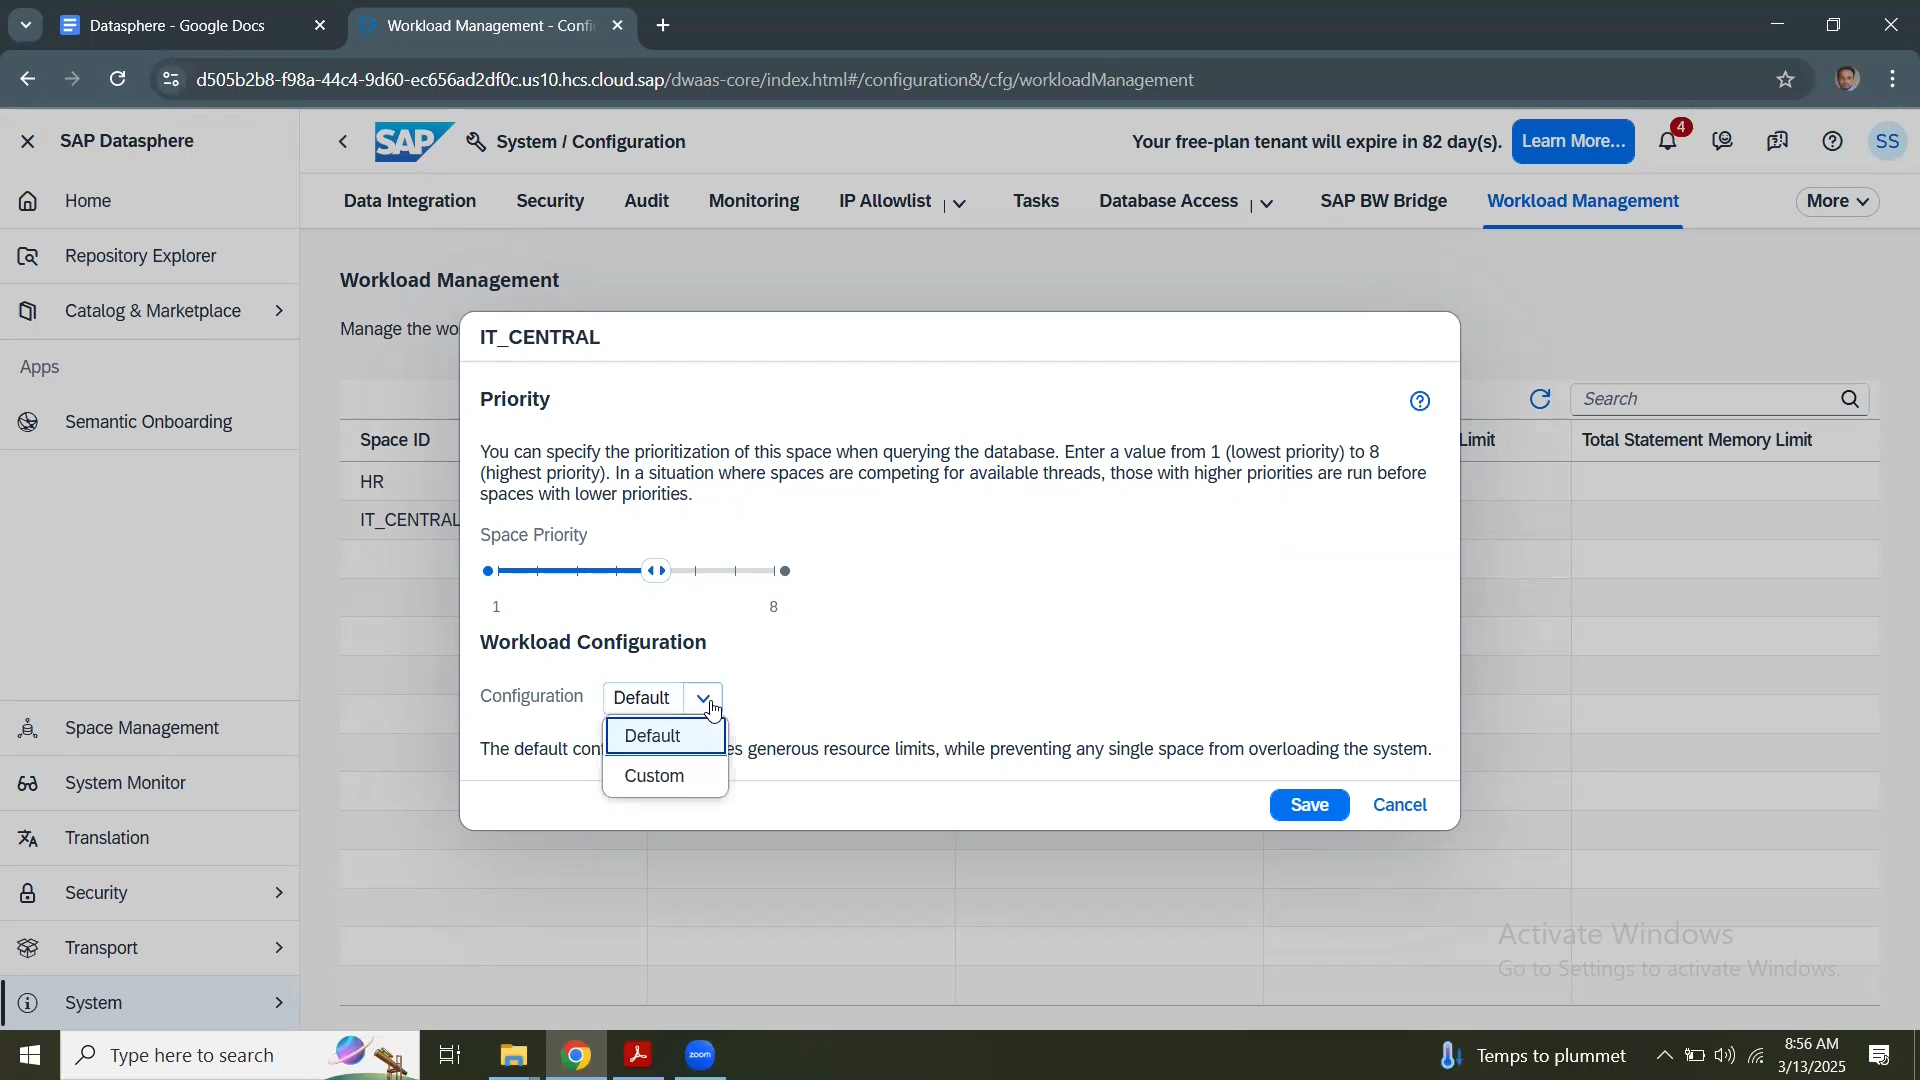 Datasphere - Google Docs
Workload Management - Confi
d505b2b8-f98a-44c4-9d60-ec656ad2df0c.us10.hcs.cloud.sap/dwaas-core/index.html#/configuration&/cfg/workloadManagement
SAP Datasphere
SAP
System / Configuration
Your free-plan tenant will expire in 82 day(s).
Learn More...
4
SS
Home
Repository Explorer
Catalog & Marketplace
Apps
Semantic Onboarding
Space Management
System Monitor
Translation
Security
Transport
System
Data Integration
Security
Audit
Monitoring
IP Allowlist
Tasks
Database Access
SAP BW Bridge
Workload Management
More
Workload Management
Manage the wo
Search
Space ID
Limit
Total Statement Memory Limit
HR
IT_CENTRAL
IT_CENTRAL
Priority
You can specify the prioritization of this space when querying the database. Enter a value from 1 (lowest priority) to 8
(highest priority). In a situation where spaces are competing for available threads, those with higher priorities are run before
spaces with lower priorities.
Space Priority
1
8
Workload Configuration
Configuration
Default
Default
Custom
The default con
es generous resource limits, while preventing any single space from overloading the system.
Save
Cancel
Activate Windows
Go to Settings to activate Windows.
Type here to search
zoom
Temps to plummet
8:56 AM
3/13/2025